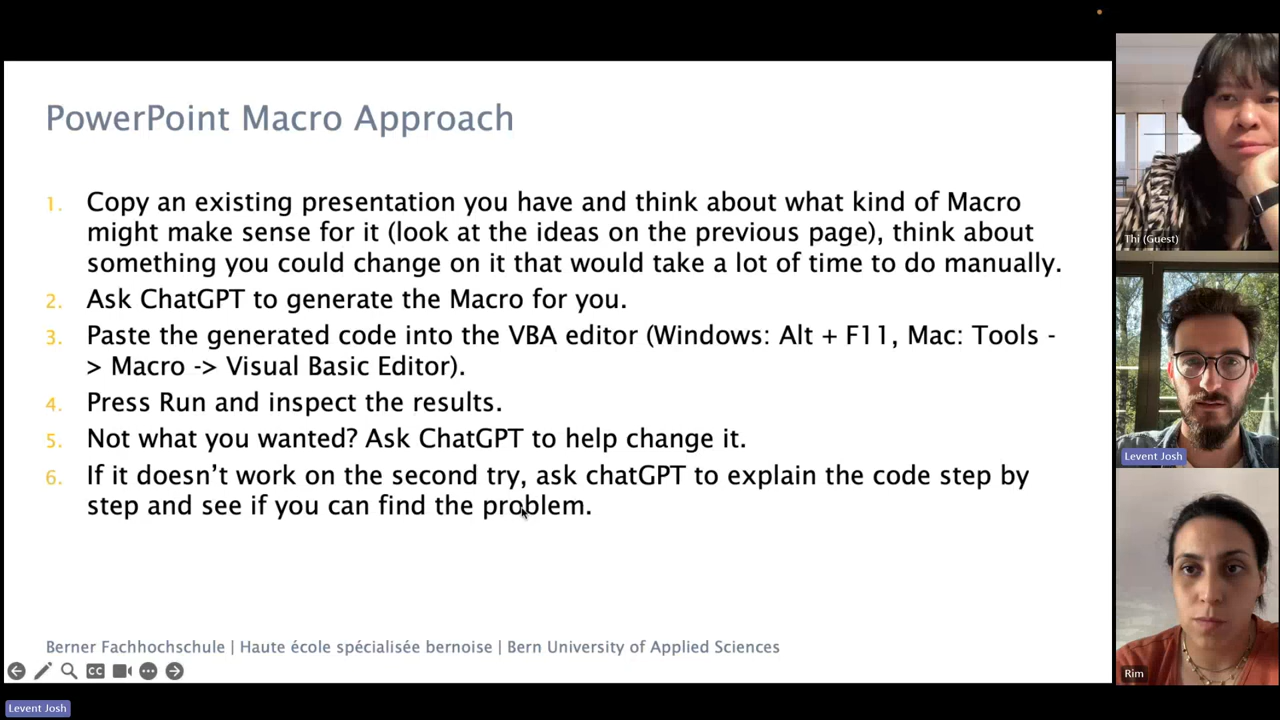 PowerPoint Macro Approach
1. Copy an existing presentation you have and think about what kind of Macro
might make sense for it (look at the ideas on the previous page), think about
something you could change on it that would take a lot of time to do manually.
2. Ask ChatGPT to generate the Macro for you.
3. Paste the generated code into the VBA editor (Windows: Alt + F11, Mac: Tools -
> Macro -> Visual Basic Editor).
4. Press Run and inspect the results.
5. Not what you wanted? Ask ChatGPT to help change it.
6. If it doesn’t work on the second try, ask chatGPT to explain the code step by
step and see if you can find the problem.
Berner Fachhochschule | Haute école spécialisée bernoise | Bern University of Applied Sciences
CC
Levent Josh
Thi (Guest)
Levent Josh
Rim